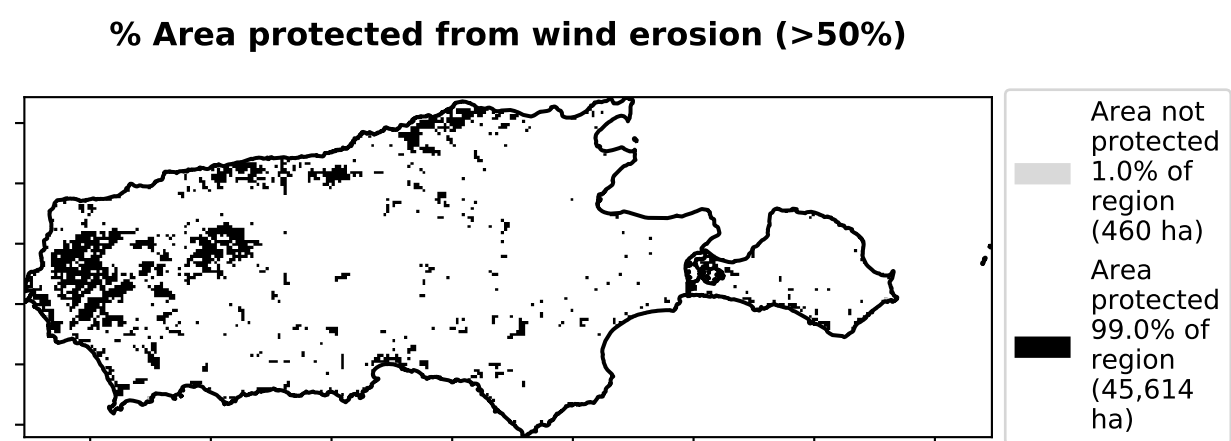 % Area protected from wind erosion (>50%)
Area not
protected
1.0% of
region
(460 ha)
Area
protected
99.0% of
region
(45,614
ha)